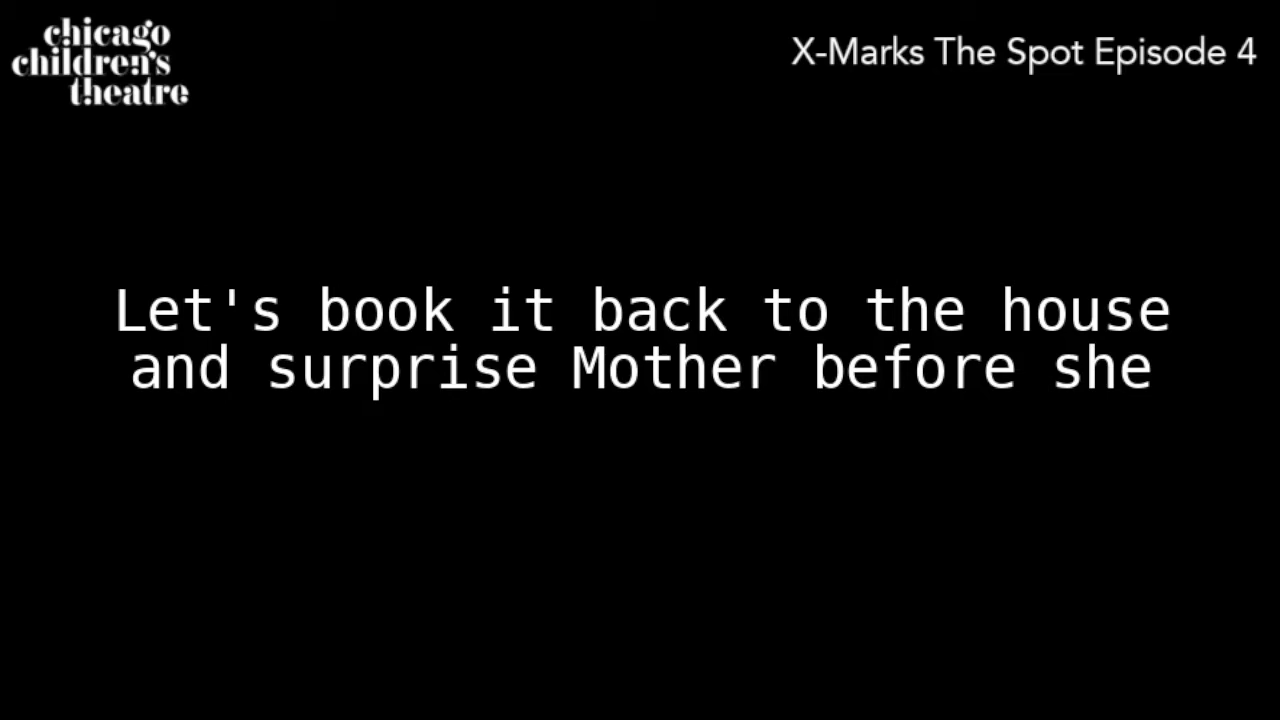 chicago
children's
theatre
X-Marks The Spot Episode 4
Let's book it back to the house
and surprise Mother before she